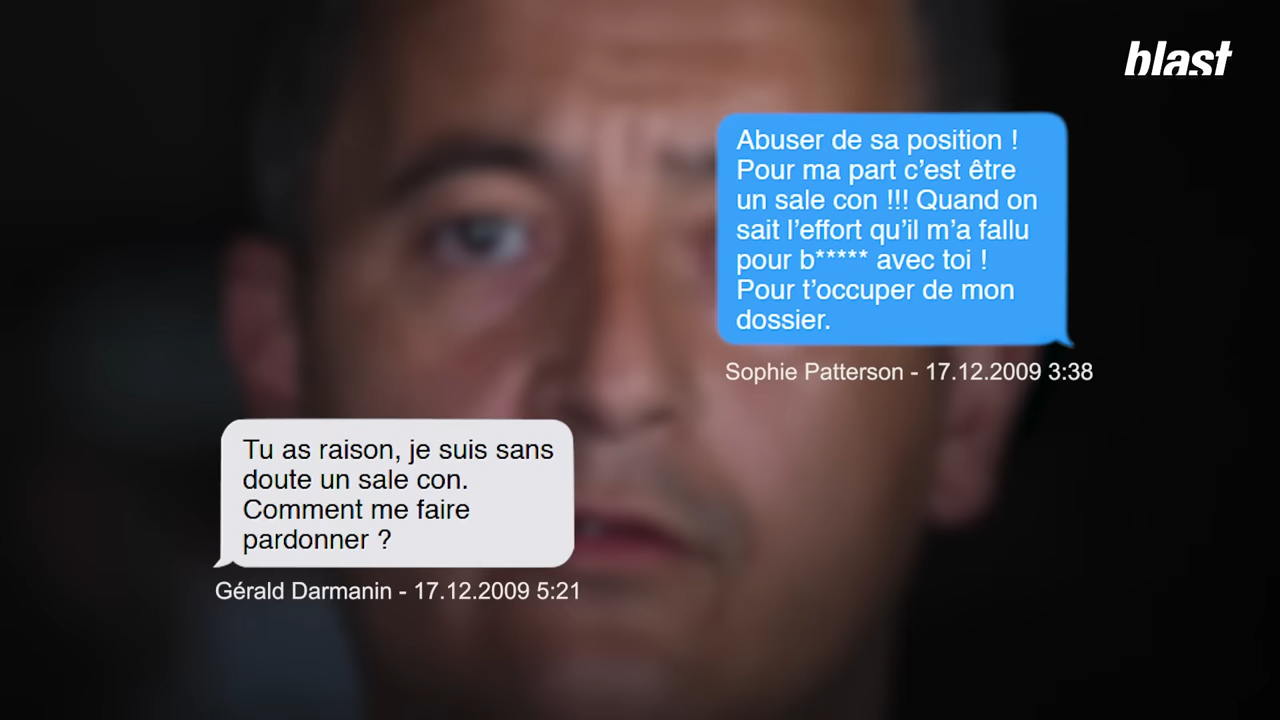 blast
Abuser de sa position !
Pour ma part c’est être
un sale con !!! Quand on
sait l’effort qu’il m’a fallu
pour b***** avec toi !
Pour t’occuper de mon
dossier.
Sophie Patterson - 17.12.2009 3:38
Tu as raison, je suis sans
doute un sale con.
Comment me faire
pardonner ?
Gérald Darmanin - 17.12.2009 5:21